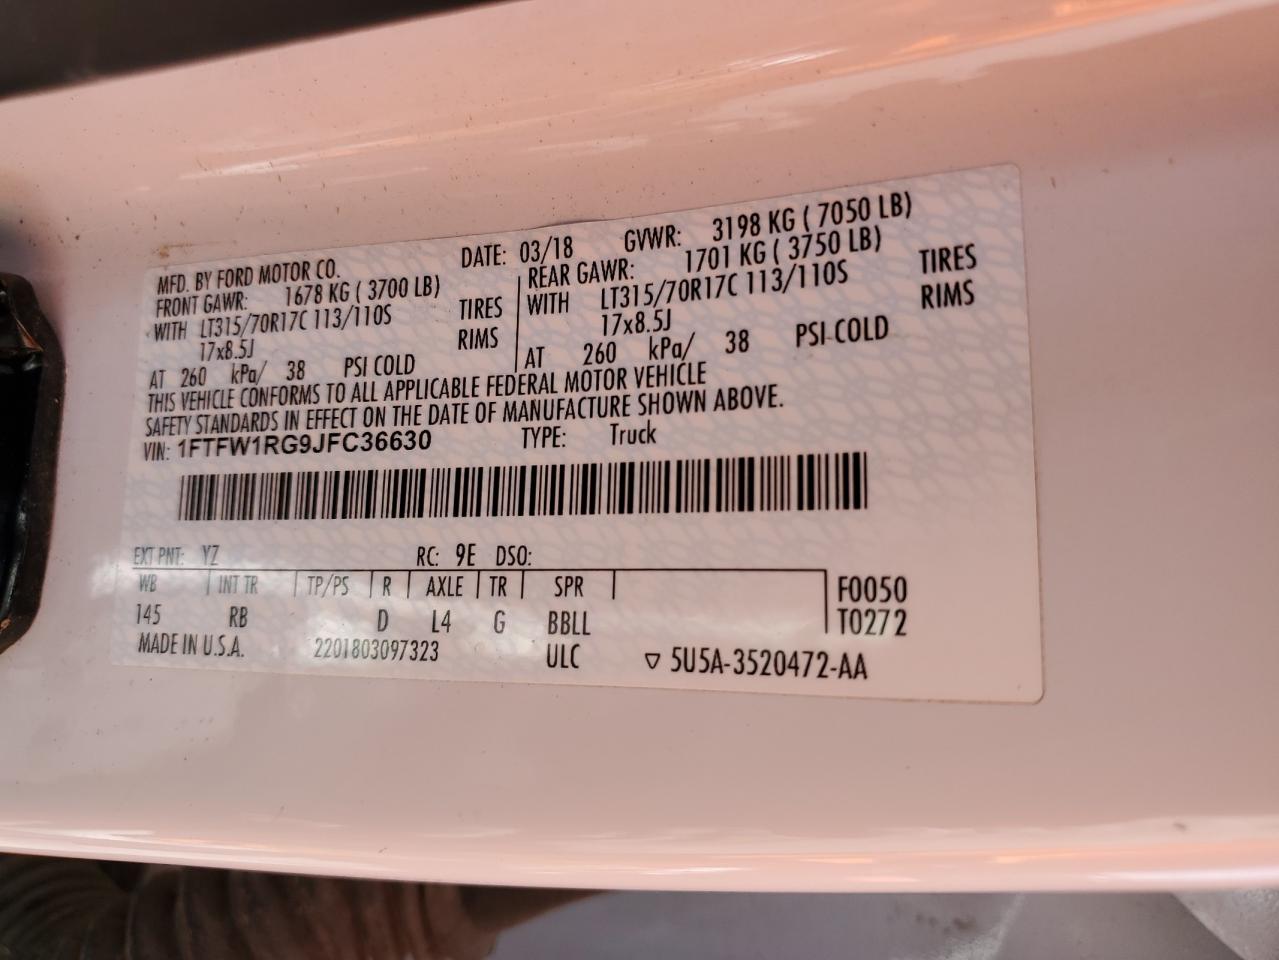 MFD. BY FORD MOTOR CO. DATE: 03/18 GVWR: 3198 KG ( 7050 LB)
FRONT GAWR: 1678 KG ( 3700 LB) REAR GAWR: 1701 KG ( 3750 LB)
WITH LT315/70R17C 113/110S TIRES WITH LT315/70R17C 113/110S TIRES
17x8.5J RIMS 17x8.5J RIMS
AT 260 kPa/ 38 PSI COLD AT 260 kPa/ 38 PSI COLD
THIS VEHICLE CONFORMS TO ALL APPLICABLE FEDERAL MOTOR VEHICLE
SAFETY STANDARDS IN EFFECT ON THE DATE OF MANUFACTURE SHOWN ABOVE.
VIN: 1FTFW1RG9JFC36630 TYPE: Truck
EXT PNT: YZ RC: 9E DSO:
WB INT TR TP/PS R AXLE TR SPR F0050
145 RB D L4 G BBLL T0272
MADE IN U.S.A. 2201803097323 ULC ▽ 5U5A-3520472-AA